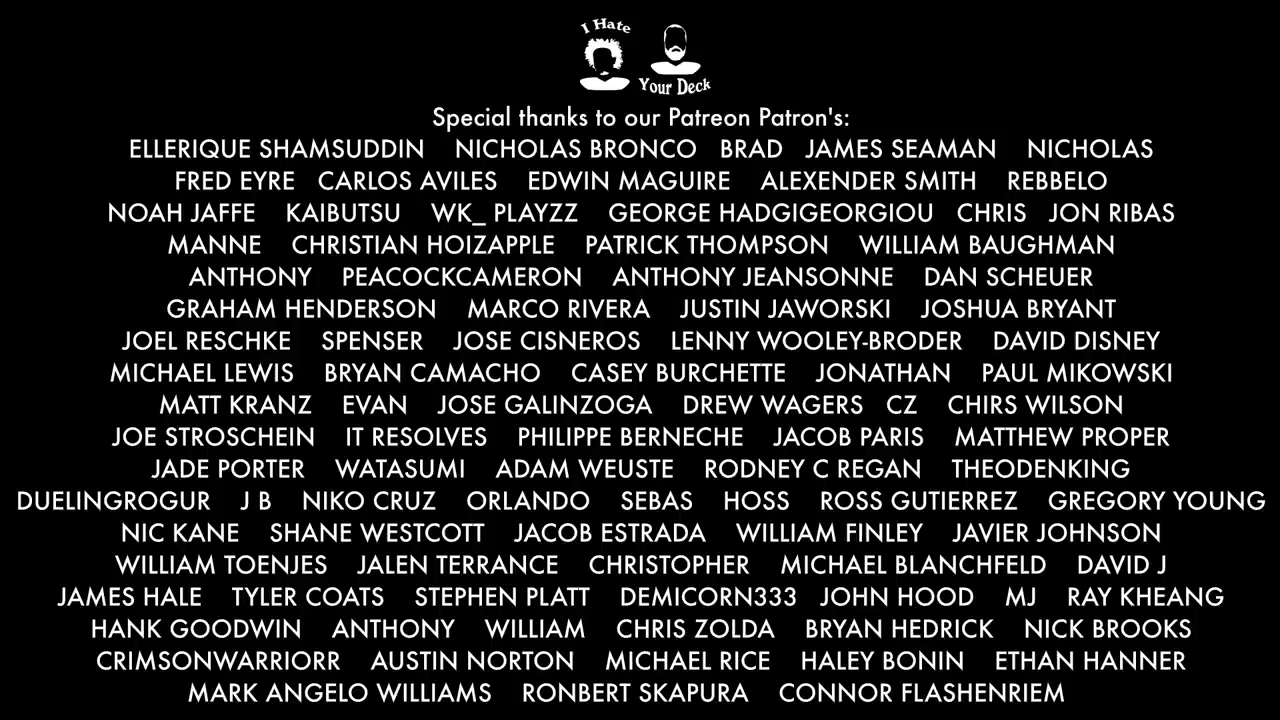 I Hate
Your Deck
Special thanks to our Patreon Patron's:
ELLERIQUE SHAMSUDDIN NICHOLAS BRONCO BRAD JAMES SEAMAN NICHOLAS
FRED EYRE CARLOS AVILES EDWIN MAGUIRE ALEXENDER SMITH REBBELO
NOAH JAFFE KAIBUTSU WK_ PLAYZZ GEORGE HADGIGEORGIOU CHRIS JON RIBAS
MANNE CHRISTIAN HOIZAPPLE PATRICK THOMPSON WILLIAM BAUGHMAN
ANTHONY PEACOCKCAMERON ANTHONY JEANSONNE DAN SCHEUER
GRAHAM HENDERSON MARCO RIVERA JUSTIN JAWORSKI JOSHUA BRYANT
JOEL RESCHKE SPENSER JOSE CISNEROS LENNY WOOLEY-BRODER DAVID DISNEY
MICHAEL LEWIS BRYAN CAMACHO CASEY BURCHETTE JONATHAN PAUL MIKOWSKI
MATT KRANZ EVAN JOSE GALINZOGA DREW WAGERS CZ CHIRS WILSON
JOE STROSCHEIN IT RESOLVES PHILIPPE BERNECHE JACOB PARIS MATTHEW PROPER
JADE PORTER WATASUMI ADAM WEUSTE RODNEY C REGAN THEODENKING
DUELINGROGUR J B NIKO CRUZ ORLANDO SEBAS HOSS ROSS GUTIERREZ GREGORY YOUNG
NIC KANE SHANE WESTCOTT JACOB ESTRADA WILLIAM FINLEY JAVIER JOHNSON
WILLIAM TOENJES JALEN TERRANCE CHRISTOPHER MICHAEL BLANCHFELD DAVID J
JAMES HALE TYLER COATS STEPHEN PLATT DEMICORN333 JOHN HOOD MJ RAY KHEANG
HANK GOODWIN ANTHONY WILLIAM CHRIS ZOLDA BRYAN HEDRICK NICK BROOKS
CRIMSONWARRIORR AUSTIN NORTON MICHAEL RICE HALEY BONIN ETHAN HANNER
MARK ANGELO WILLIAMS RONBERT SKAPURA CONNOR FLASHENRIEM